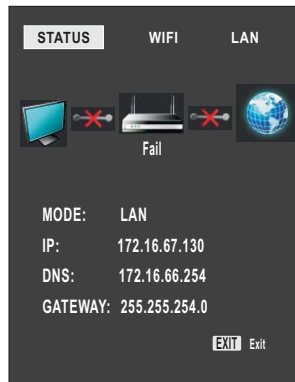 STATUS WIFI LAN
Fail
MODE: LAN
IP: 172.16.67.130
DNS: 172.16.66.254
GATEWAY: 255.255.254.0
EXIT Exit